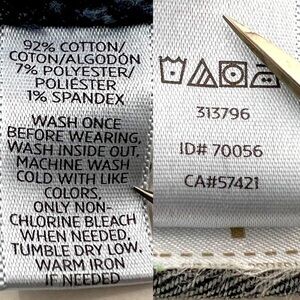 92% COTTON/
COTON/ALGODÓN
7% POLYESTER/
POLIÉSTER
1% SPANDEX
WASH ONCE
BEFORE WEARING,
WASH INSIDE OUT.
MACHINE WASH
COLD WITH LIKE
COLORS.
ONLY NON-
CHLORINE BLEACH
WHEN NEEDED.
TUMBLE DRY LOW.
WARM IRON
IF NEEDED
313796
ID# 70056
CA#57421